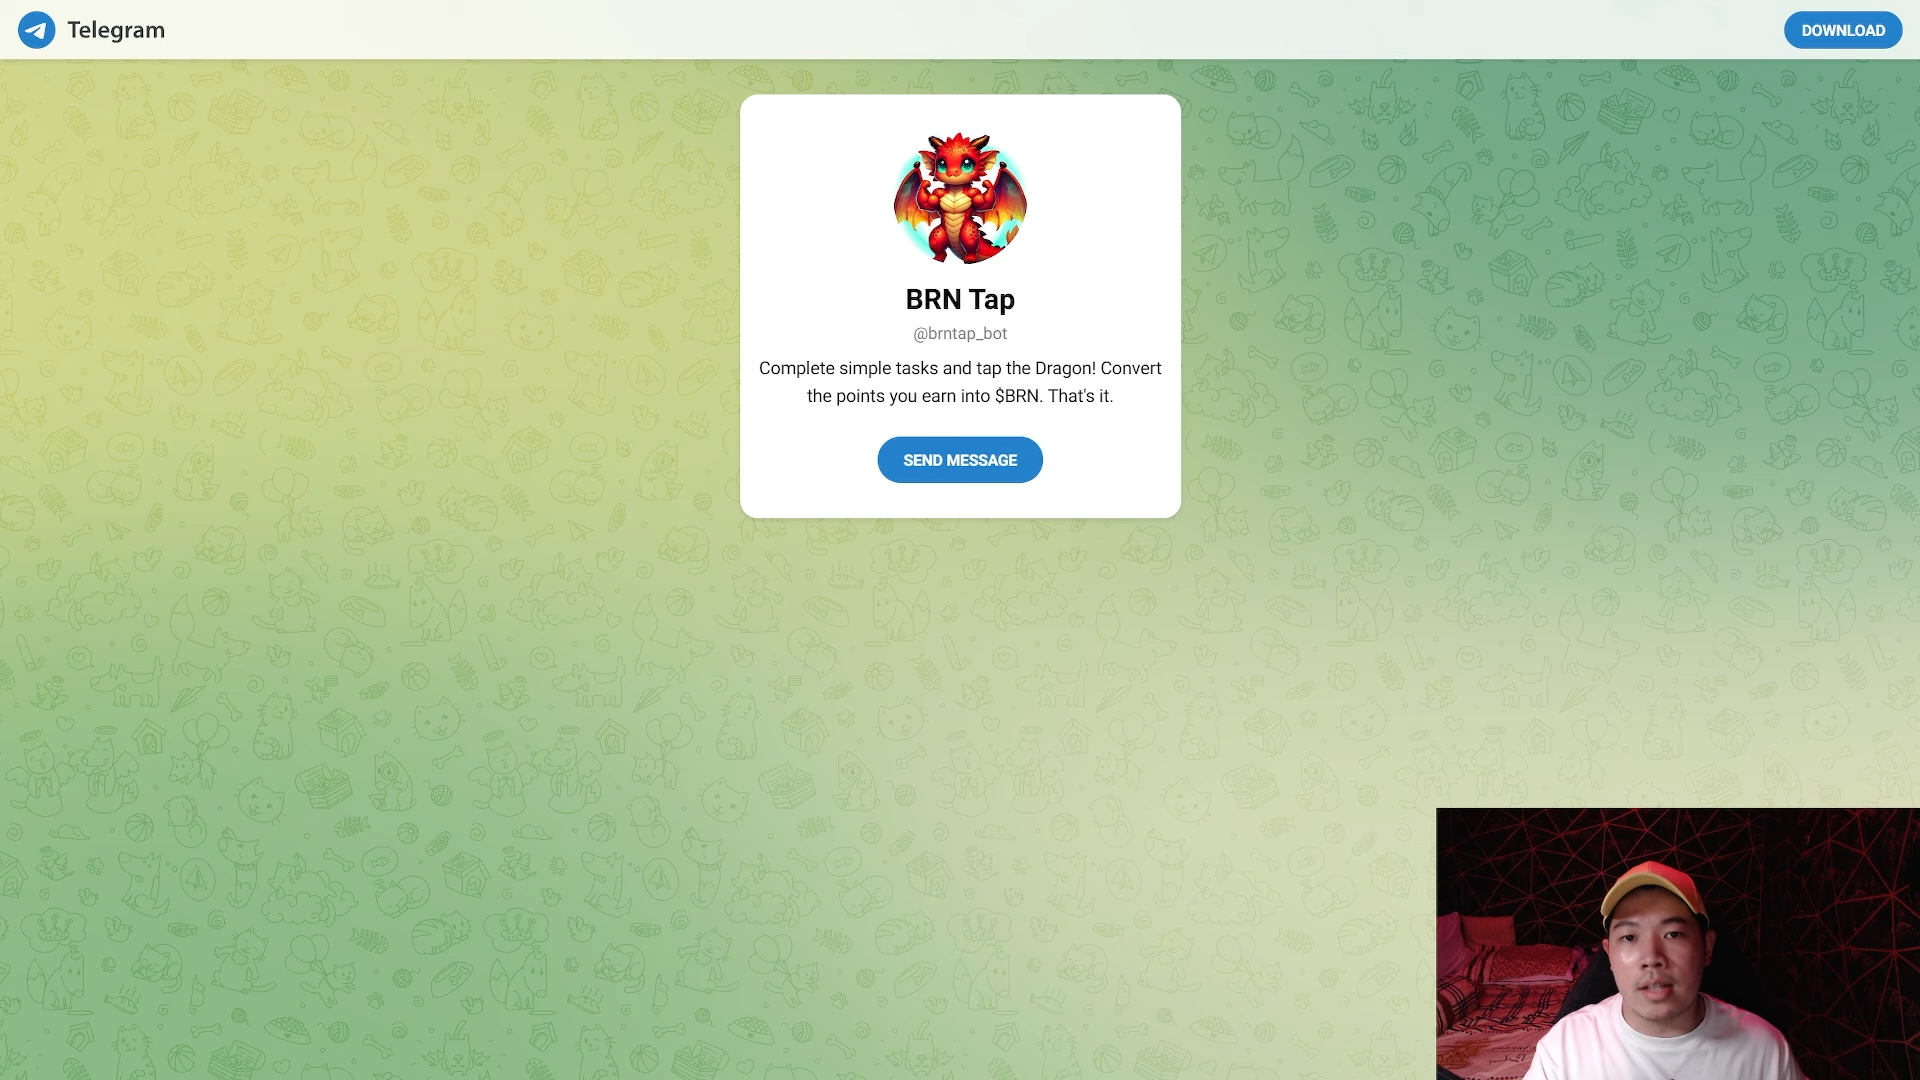 Telegram
DOWNLOAD
BRN Tap
@brntap_bot
Complete simple tasks and tap the Dragon! Convert
the points you earn into $BRN. That's it.
SEND MESSAGE